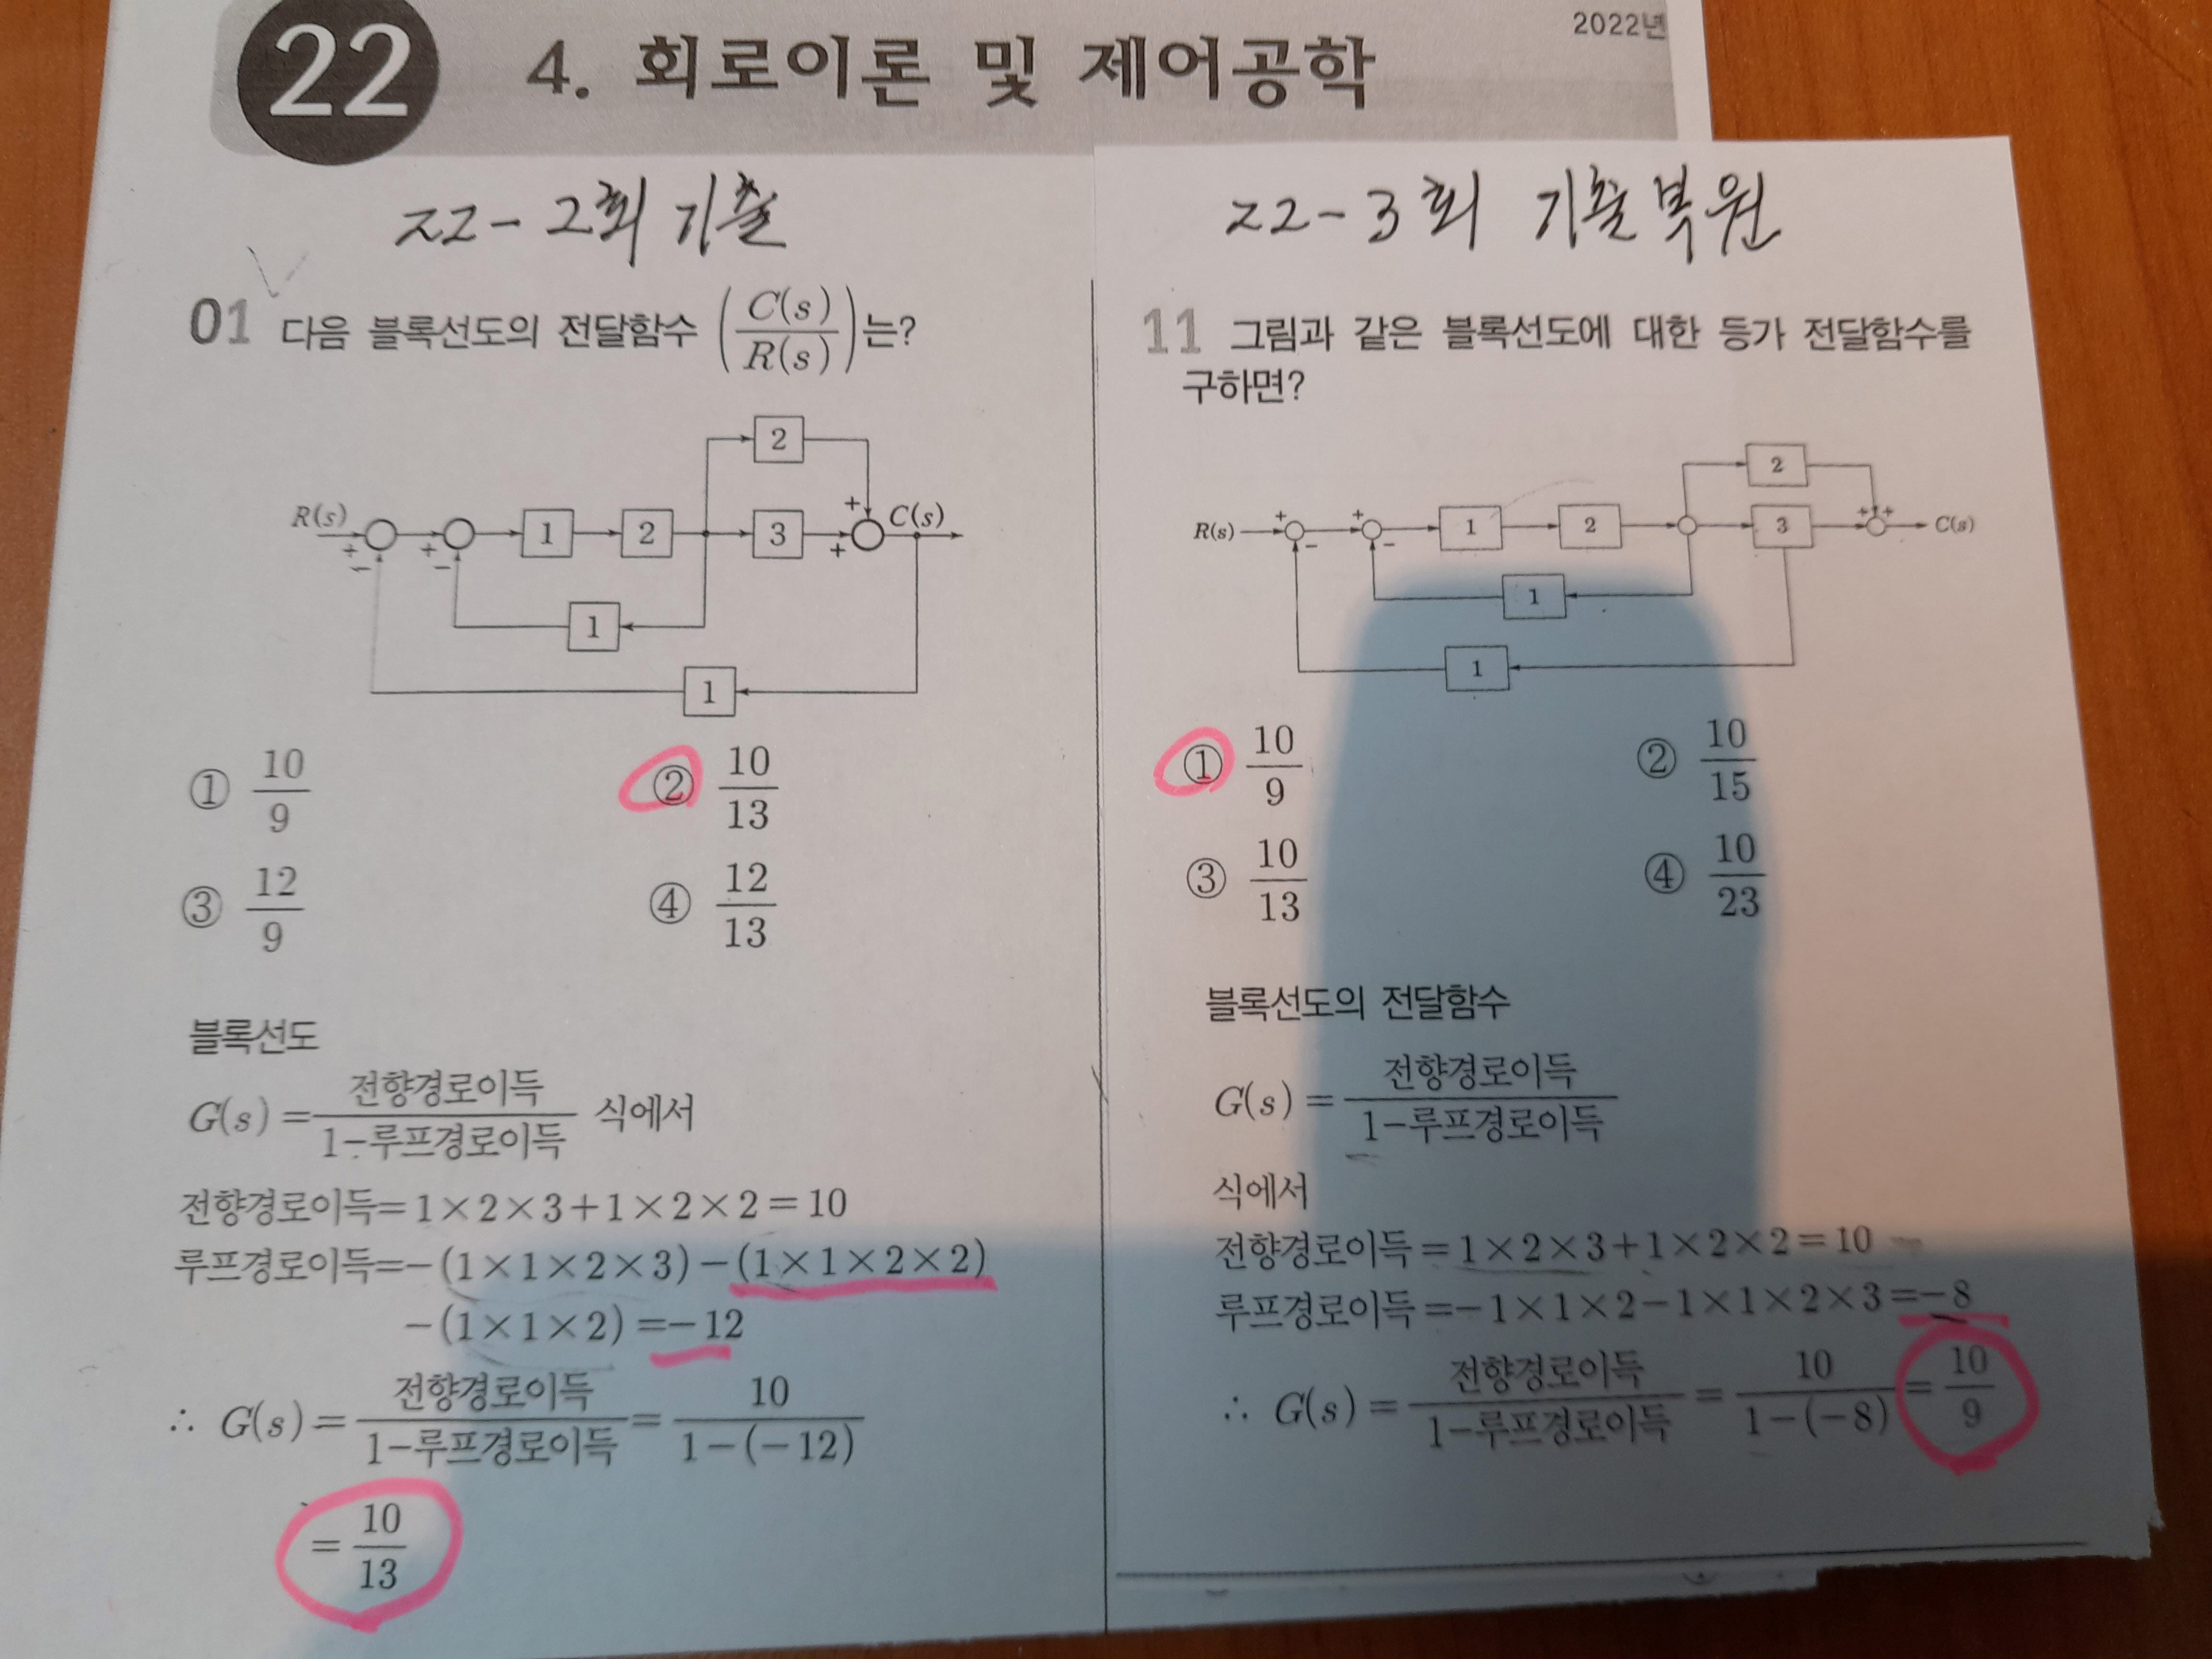 22
4. 회로이론 및 제어공학
2022년
22-2회 기출
01 다음 블록선도의 전달함수 (C(s)/R(s))는?
2
R(s) + - + - 1 2 3 + + C(s)
1
1
① 10/9 ② 10/13
③ 12/9 ④ 12/13
블록선도
G(s)=전향경로이득/1-루프경로이득 식에서
전향경로이득=1×2×3+1×2×2=10
루프경로이득=-(1×1×2×3)-(1×1×2×2)
-(1×1×2)=-12
∴ G(s)=전향경로이득/1-루프경로이득=10/1-(-12)
=10/13
22-3회 기출복원
11 그림과 같은 블록선도에 대한 등가 전달함수를
구하면?
2
R(s) + - + - 1 2 3 + + C(s)
1
1
① 10/9 ② 10/15
③ 10/13 ④ 10/23
블록선도의 전달함수
G(s)=전향경로이득/1-루프경로이득
식에서
전향경로이득=1×2×3+1×2×2=10
루프경로이득=-1×1×2-1×1×2×3=-8
∴ G(s)=전향경로이득/1-루프경로이득=10/1-(-8)=10/9